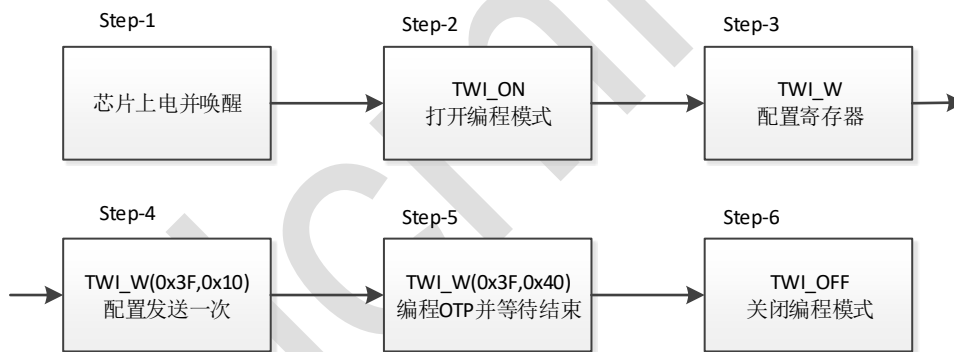 Step-1
Step-2
Step-3
芯片上电并唤醒
TWI_ON
打开编程模式
TWI_W
配置寄存器
Step-4
Step-5
Step-6
TWI_W(0x3F,0x10)
配置发送一次
TWI_W(0x3F,0x40)
编程OTP并等待结束
TWI_OFF
关闭编程模式